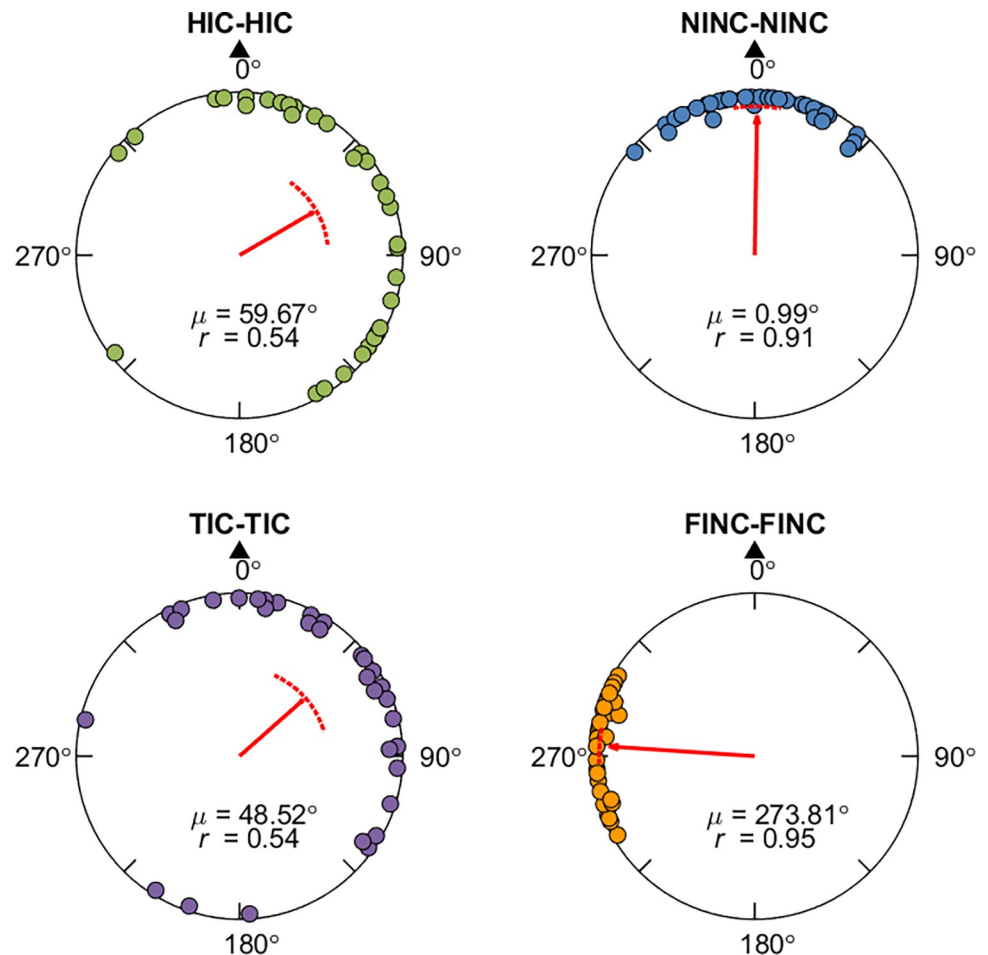 HIC-HIC
0°
270° 90°
μ = 59.67°
r = 0.54
180°
NINC-NINC
0°
270° 90°
μ = 0.99°
r = 0.91
180°
TIC-TIC
0°
270° 90°
μ = 48.52°
r = 0.54
180°
FINC-FINC
0°
270° 90°
μ = 273.81°
r = 0.95
180°